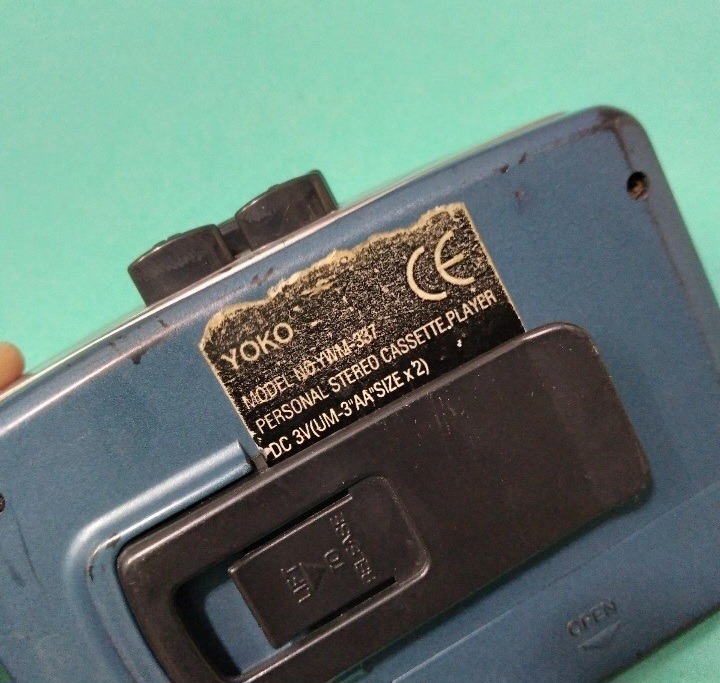 YOKO
CE
MODEL NO.YWM-337
PERSONAL STEREO CASSETTE PLAYER
DC 3V(UM-3"AA"SIZE x 2)
LIFT
TO
RELEASE
OPEN